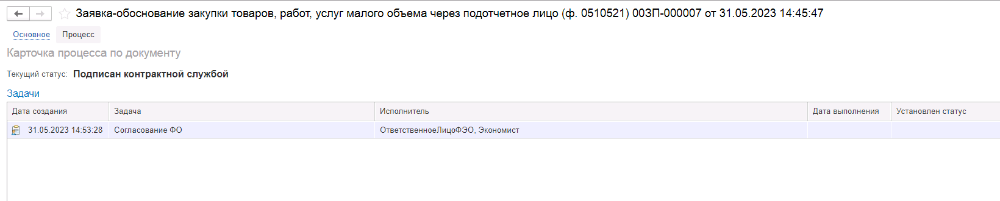 Заявка-обоснование закупки товаров, работ, услуг малого объема через подотчетное лицо (ф. 0510521) 00ЗП-000007 от 31.05.2023 14:45:47
Основное Процесс
Карточка процесса по документу
Текущий статус: Подписан контрактной службой
Задачи
Дата создания Задача Исполнитель Дата выполнения Установлен статус
31.05.2023 14:53:28 Согласование ФО ОтветственноеЛицоФЭО, Экономист